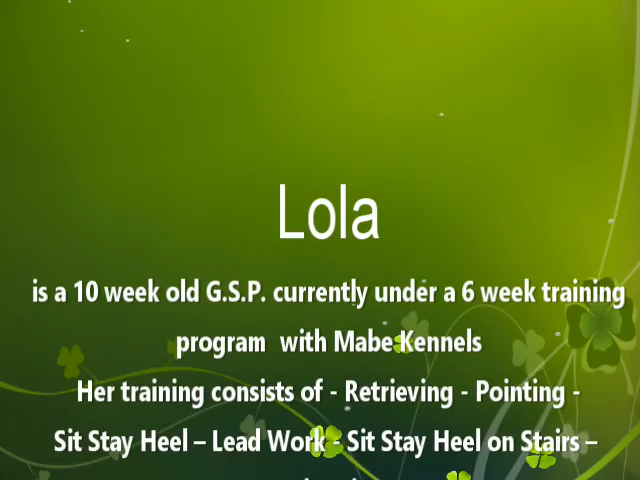 Lola
is a 10 week old G.S.P. currently under a 6 week training
program with Mabe Kennels
Her training consists of - Retrieving - Pointing -
Sit Stay Heel – Lead Work - Sit Stay Heel on Stairs –